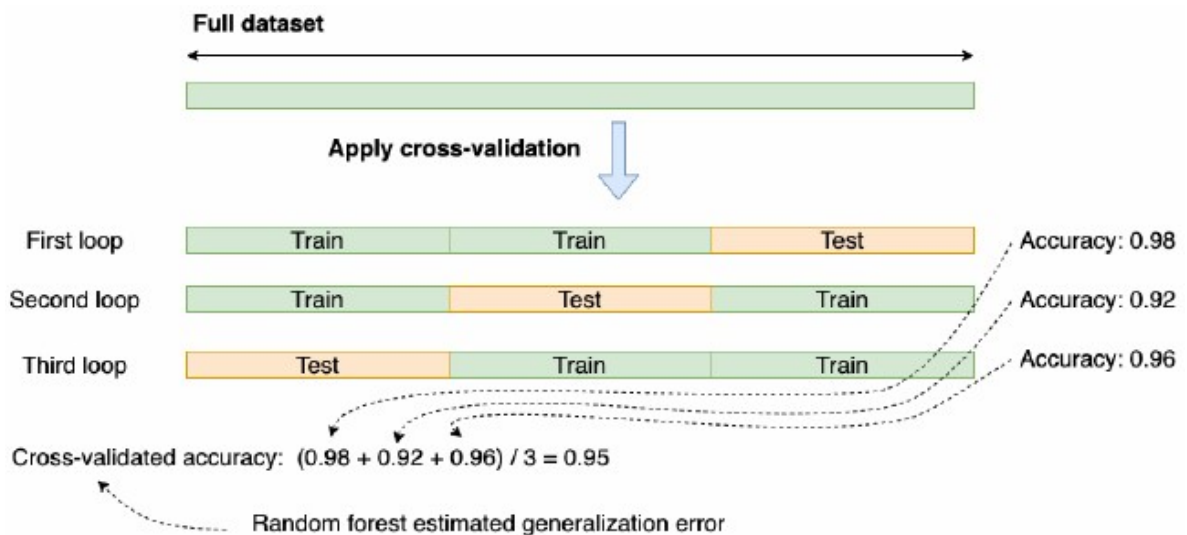 Full dataset
Apply cross-validation
First loop Train Train Test Accuracy: 0.98
Second loop Train Test Train Accuracy: 0.92
Third loop Test Train Train Accuracy: 0.96
Cross-validated accuracy: (0.98 + 0.92 + 0.96) / 3 = 0.95
Random forest estimated generalization error